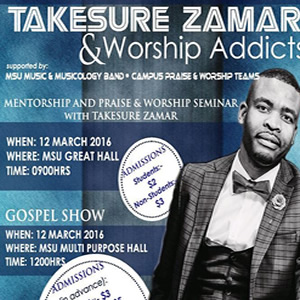 TAKESURE ZAMAR
& Worship Addicts
supported by:
MSU MUSIC & MUSICOLOGY BAND • CAMPUS PRAISE & WORSHIP TEAMS
MENTORSHIP AND PRAISE & WORSHIP SEMINAR
WITH TAKESURE ZAMAR
WHEN: 12 MARCH 2016
WHERE: MSU GREAT HALL
TIME: 0900HRS
ADMISSIONS
Students:
$2
Non-Students:
$3
GOSPEL SHOW
WHEN: 12 MARCH 2016
WHERE: MSU MULTI PURPOSE HALL
TIME: 1200HRS
ADMISSIONS
(in advance):
$3